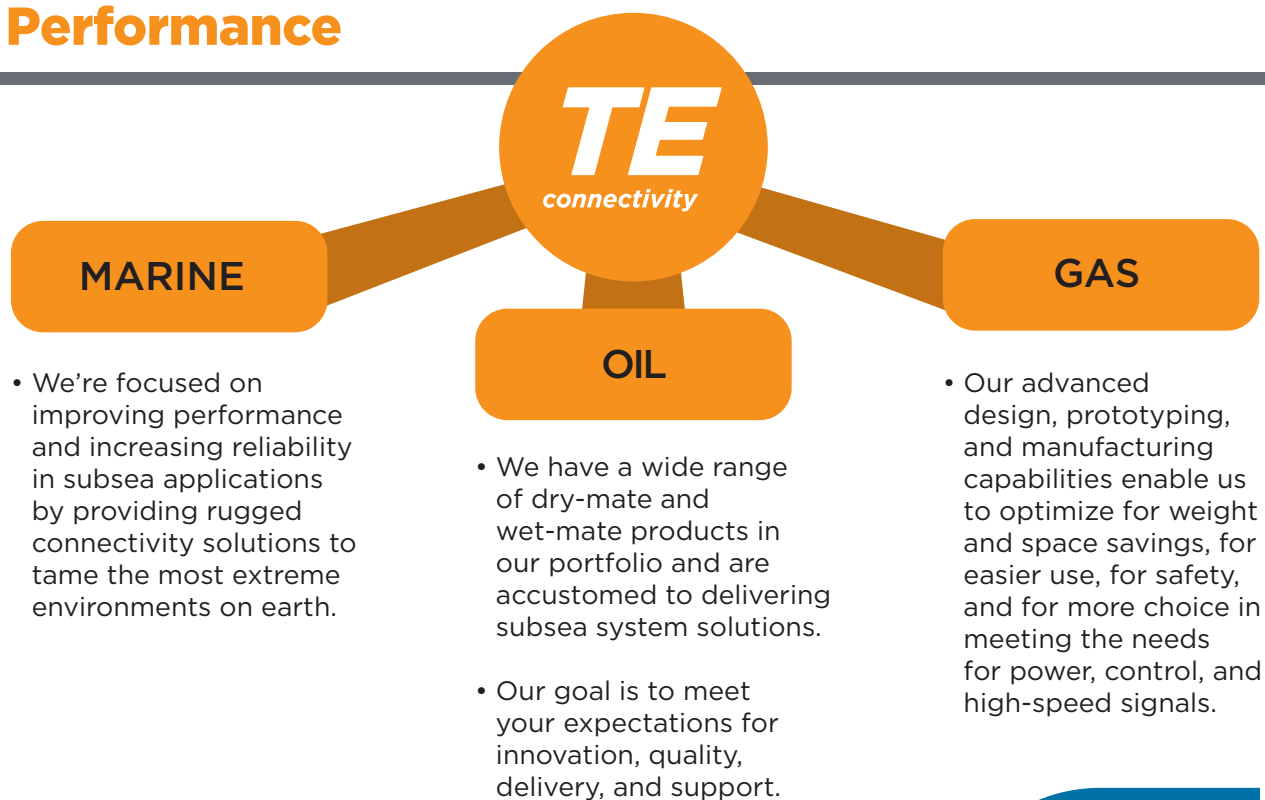 Performance
TE
connectivity
MARINE
• We’re focused on
improving performance
and increasing reliability
in subsea applications
by providing rugged
connectivity solutions to
tame the most extreme
environments on earth.
OIL
• We have a wide range
of dry-mate and
wet-mate products in
our portfolio and are
accustomed to delivering
subsea system solutions.
• Our goal is to meet
your expectations for
innovation, quality,
delivery, and support.
GAS
• Our advanced
design, prototyping,
and manufacturing
capabilities enable us
to optimize for weight
and space savings, for
easier use, for safety,
and for more choice in
meeting the needs
for power, control, and
high-speed signals.